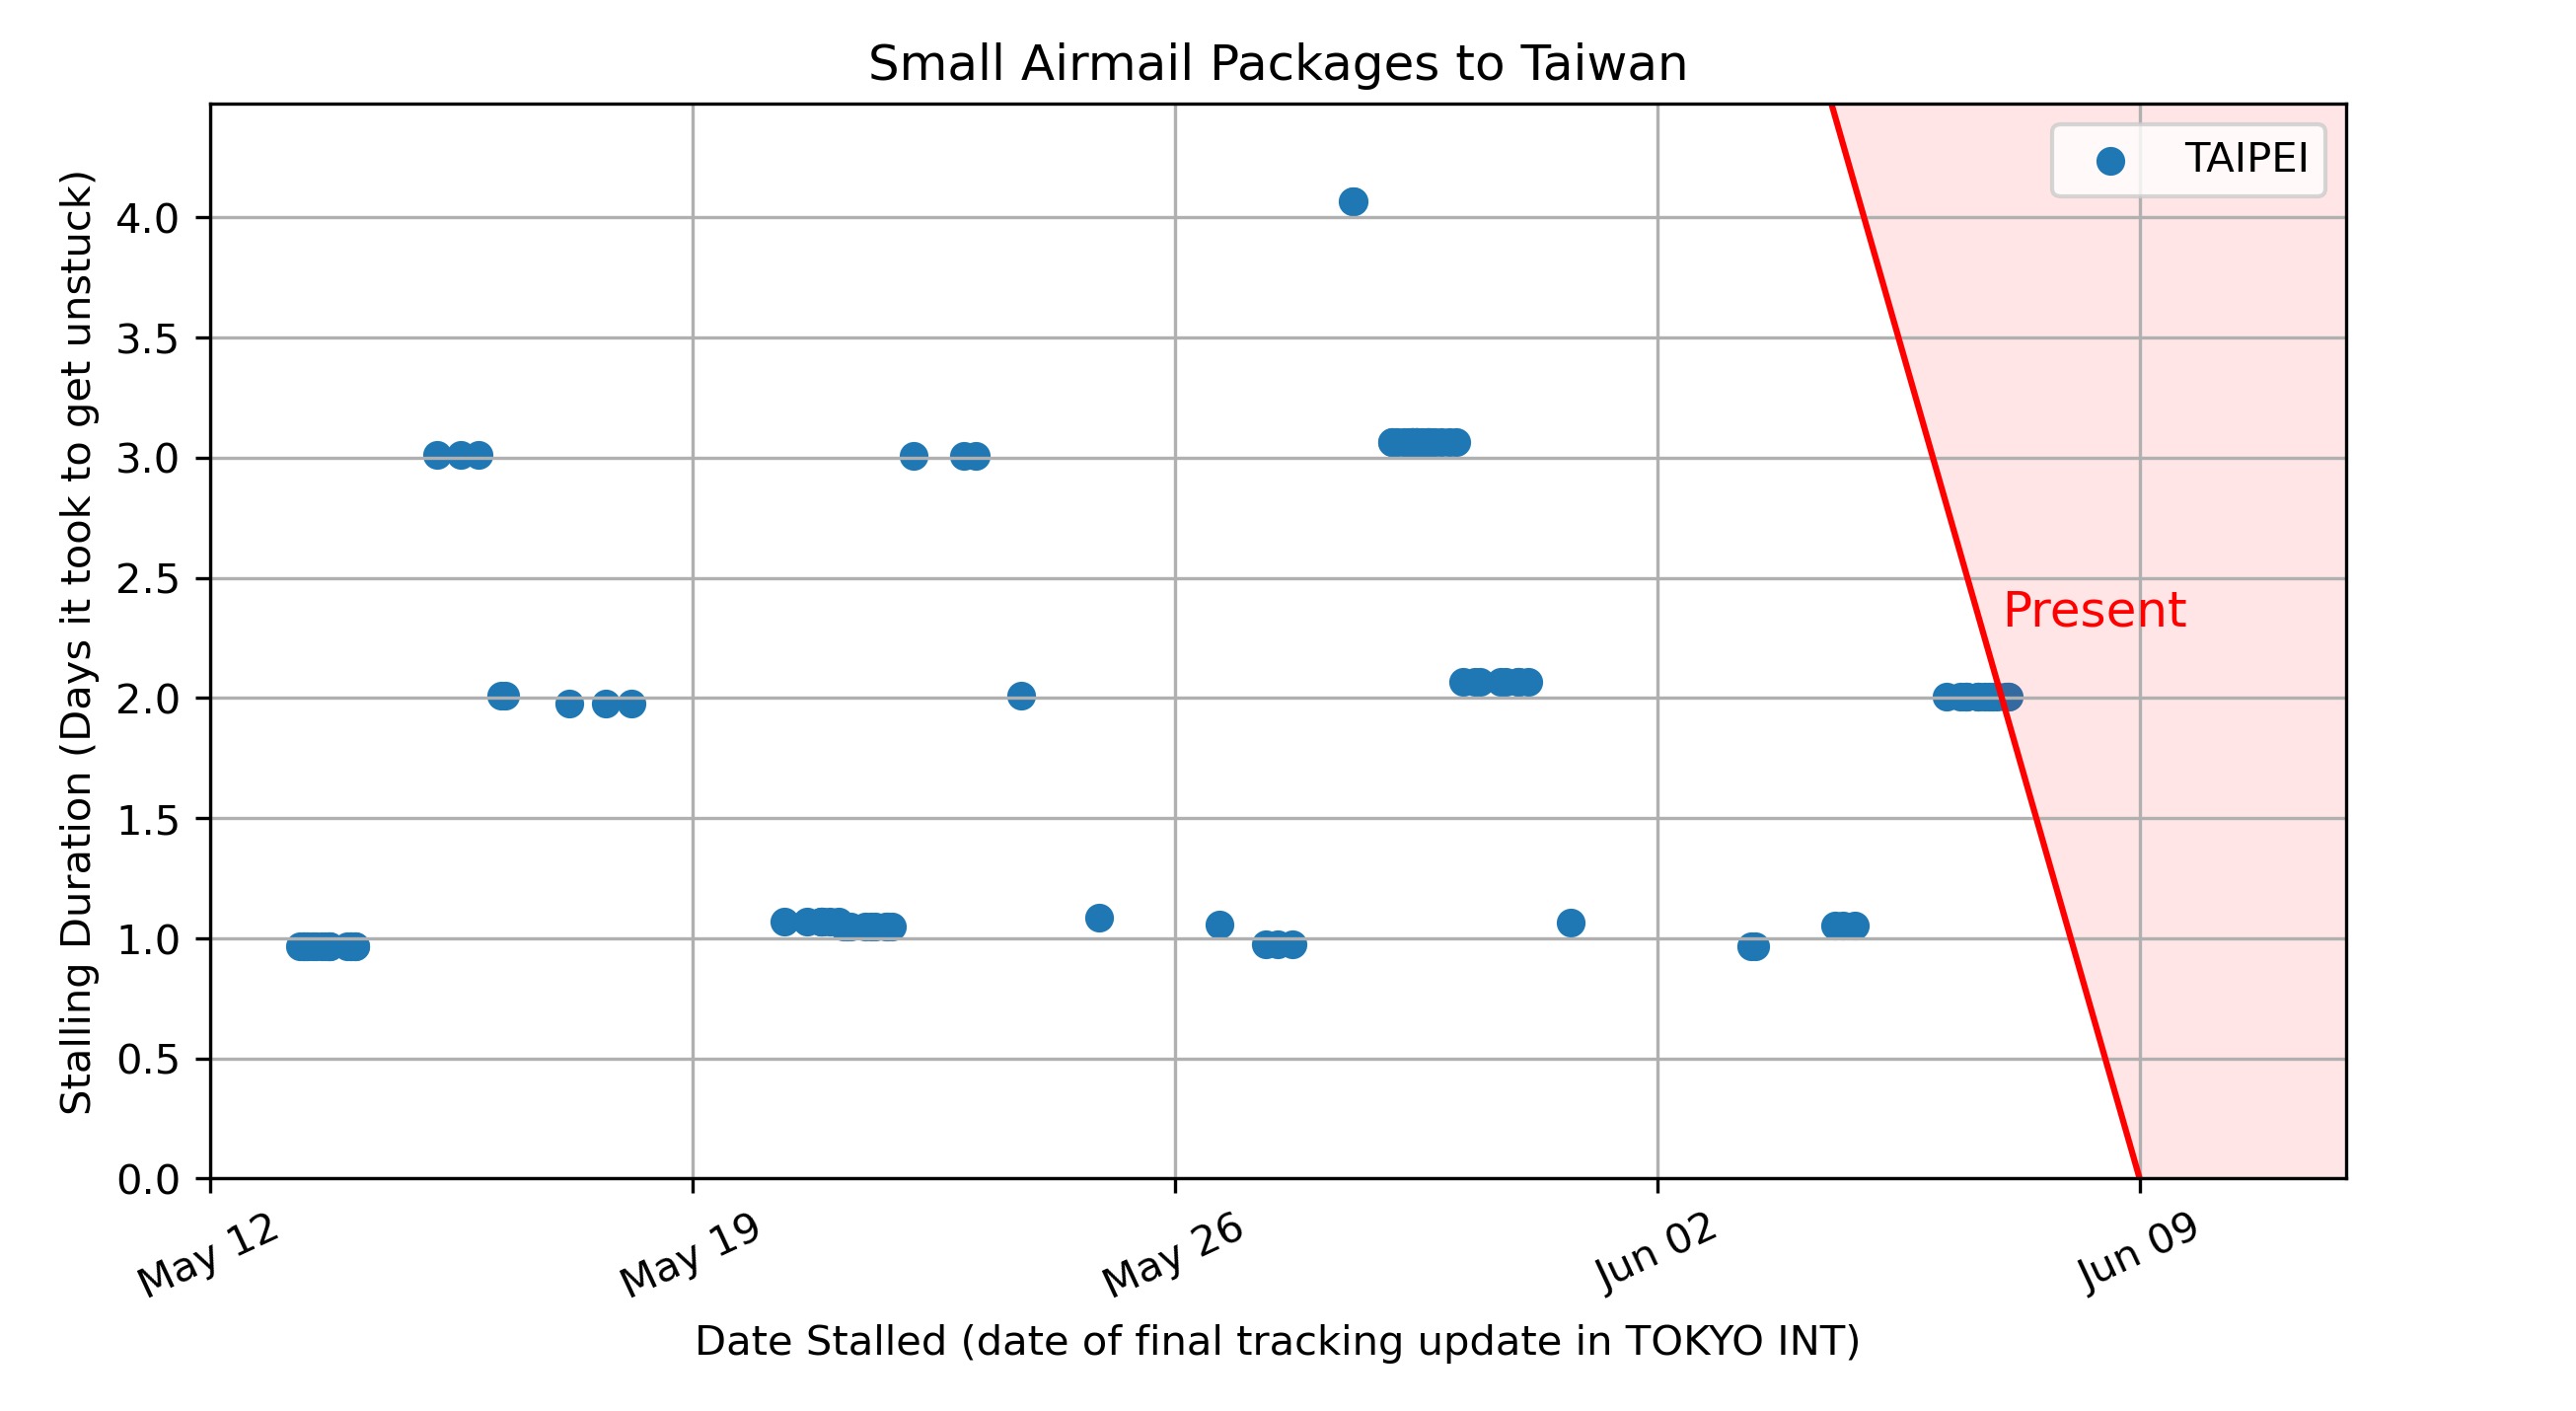 Small Airmail Packages to Taiwan
TAIPEI
Stalling Duration (Days it took to get unstuck)
4.0
3.5
3.0
2.5
2.0
1.5
1.0
0.5
0.0
Present
May 12
May 19
May 26
Jun 02
Jun 09
Date Stalled (date of final tracking update in TOKYO INT)